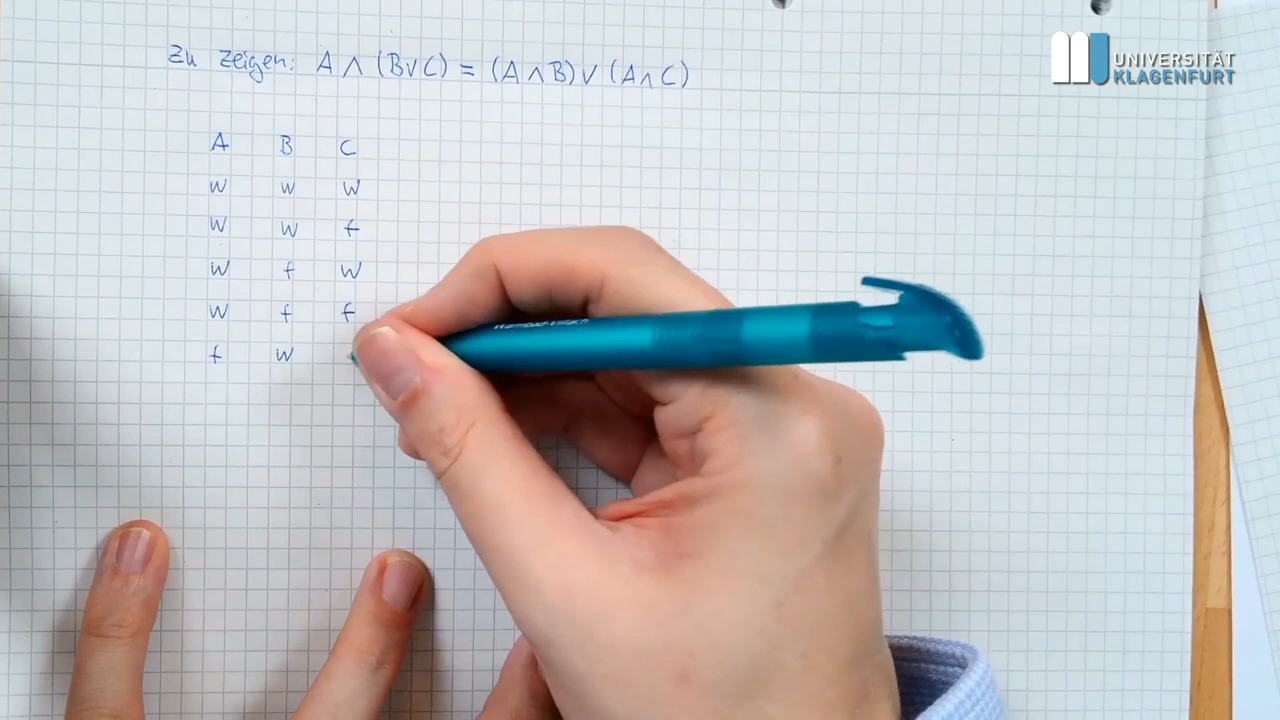 UNIVERSITÄT
KLAGENFURT
Zu zeigen: A ∧ (B∨C) = (A ∧ B) ∨ (A ∧ C)
A B C
w w w
w w f
w f w
w f f
f w